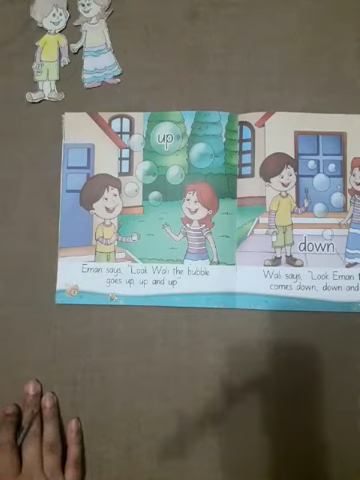 up
Eman says, "Look Wali the bubble
goes up, up and up."
down
Wali says, "Look Eman
comes down, down and